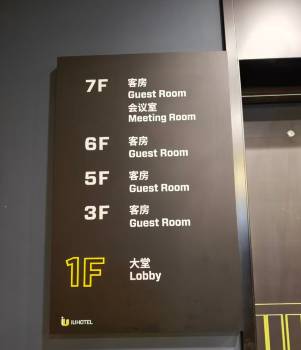 7F 客房
Guest Room
会议室
Meeting Room
6F 客房
Guest Room
5F 客房
Guest Room
3F 客房
Guest Room
1F 大堂
Lobby
iU IU HOTEL